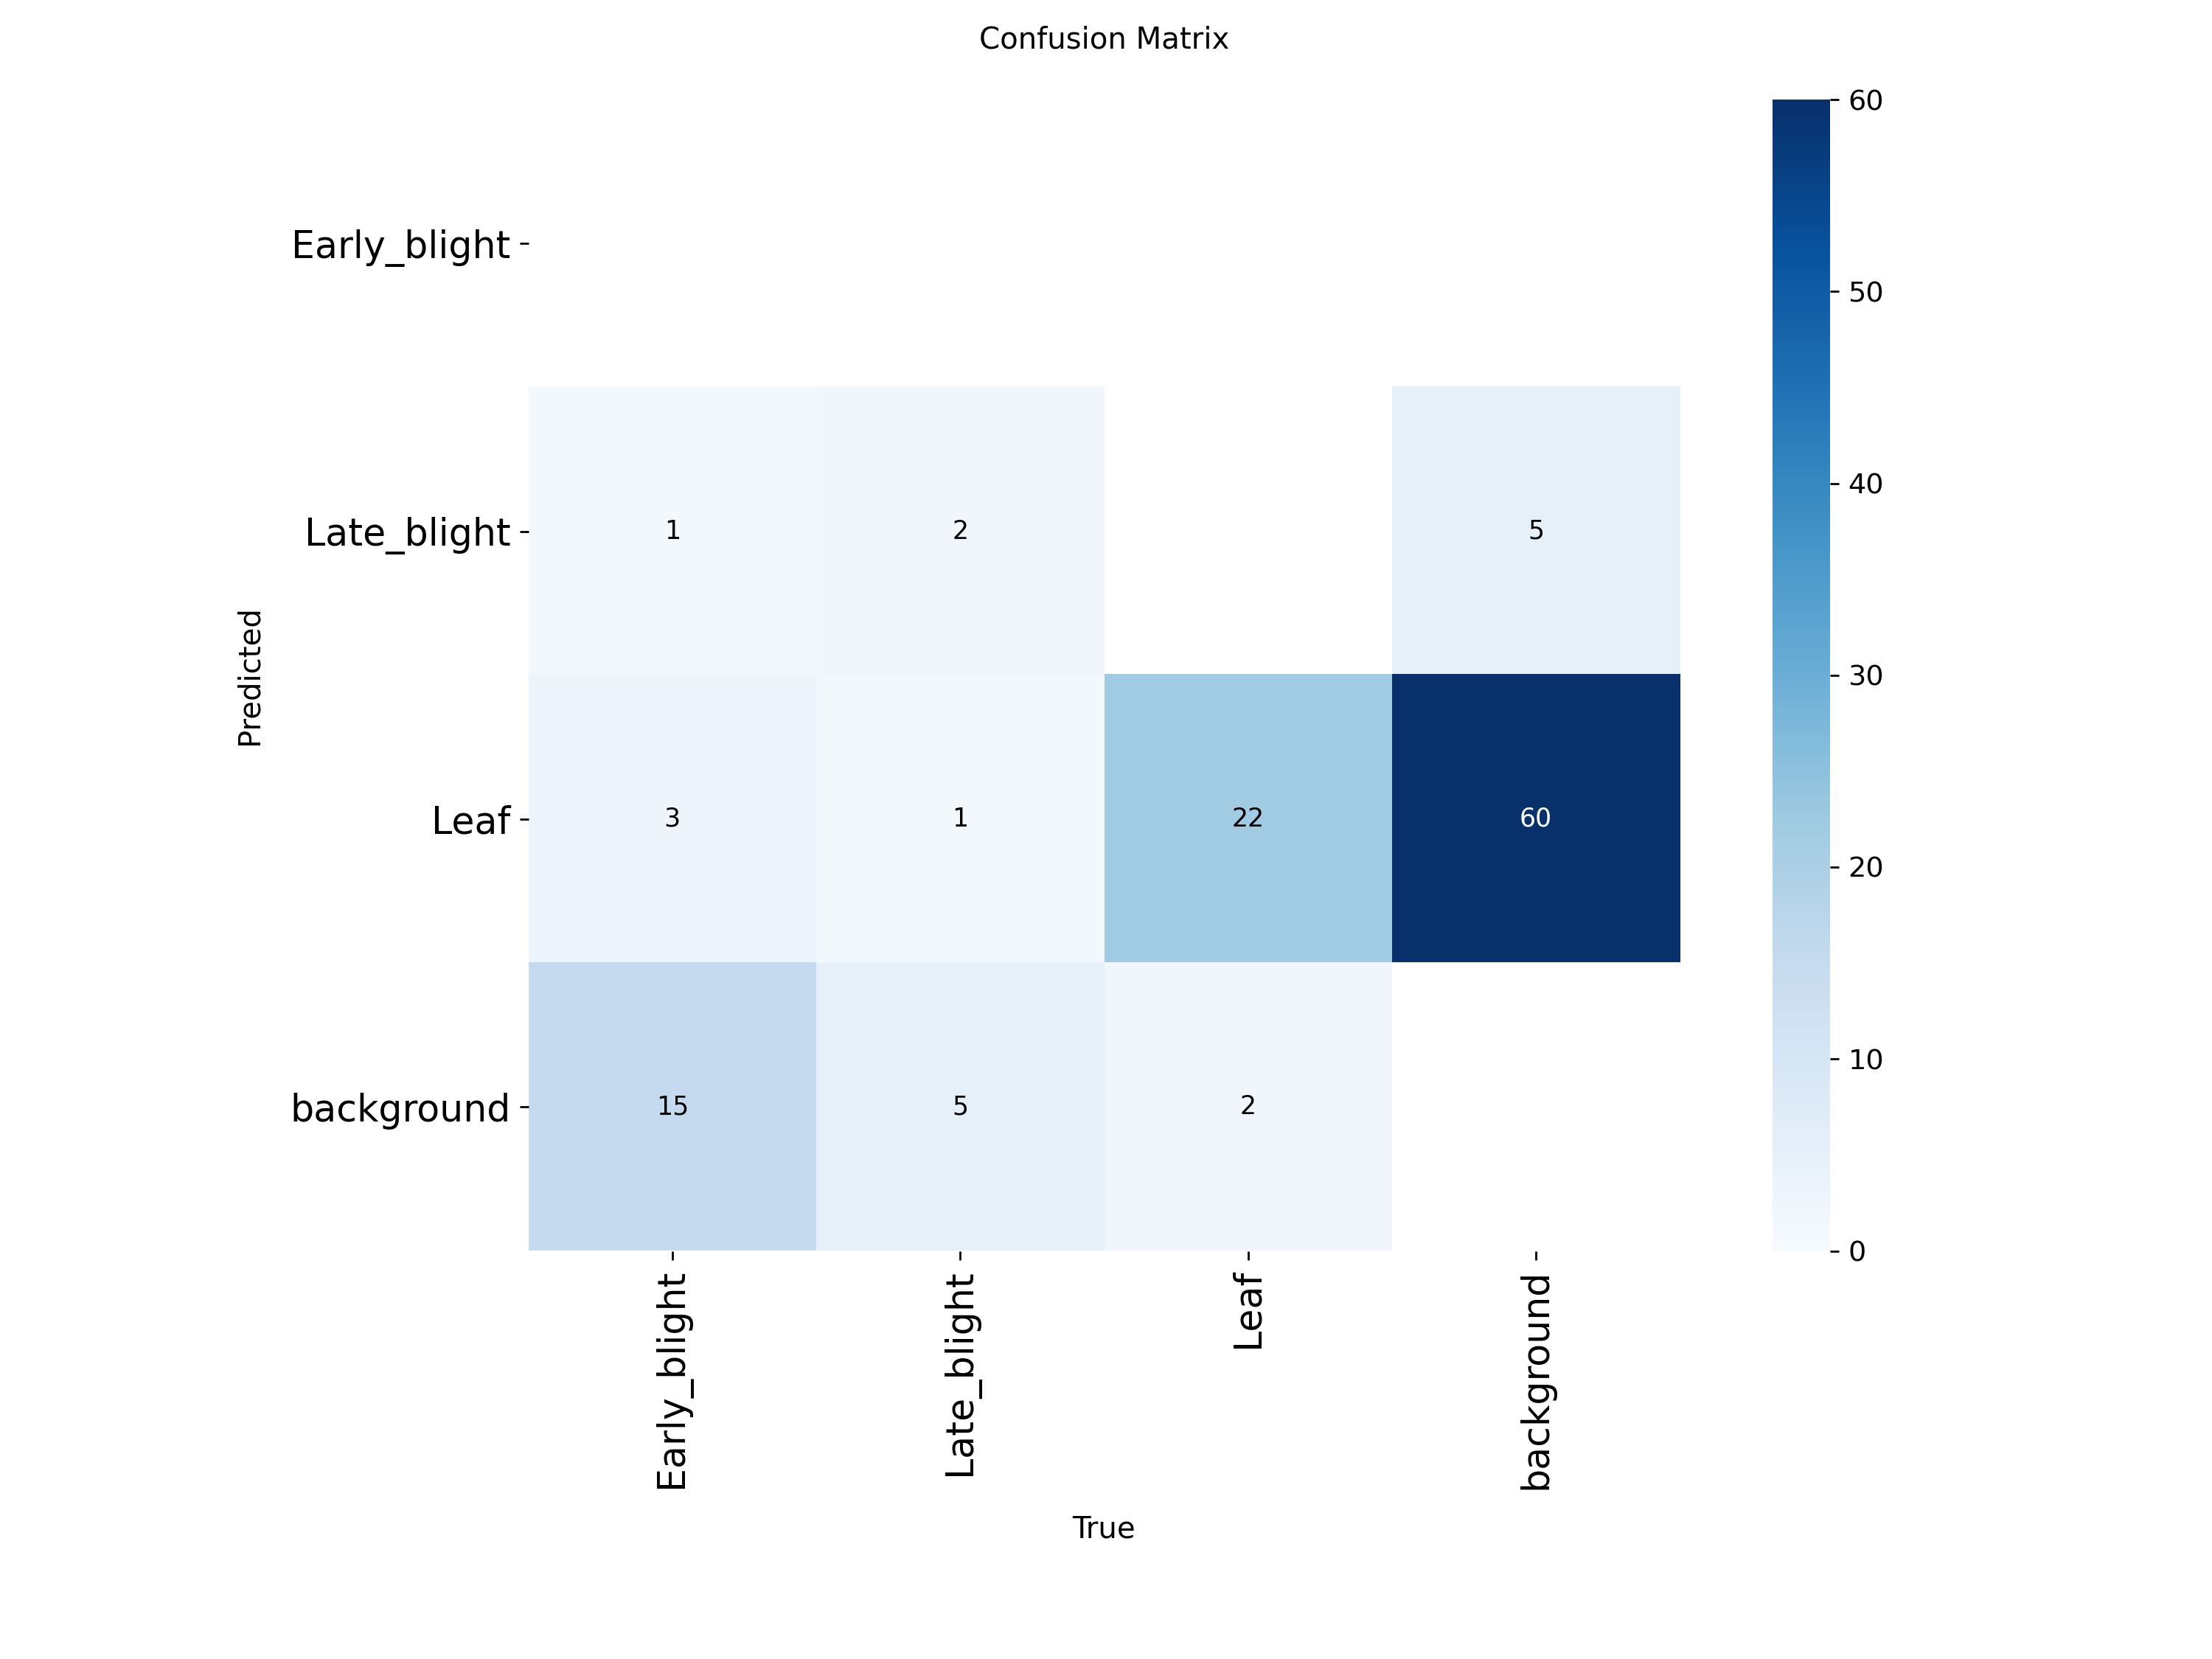 Confusion Matrix
Early_blight
Late_blight
Leaf
background
Predicted
1 2 5
3 1 22 60
15 5 2
Early_blight
Late_blight
Leaf
background
True
60
50
40
30
20
10
0